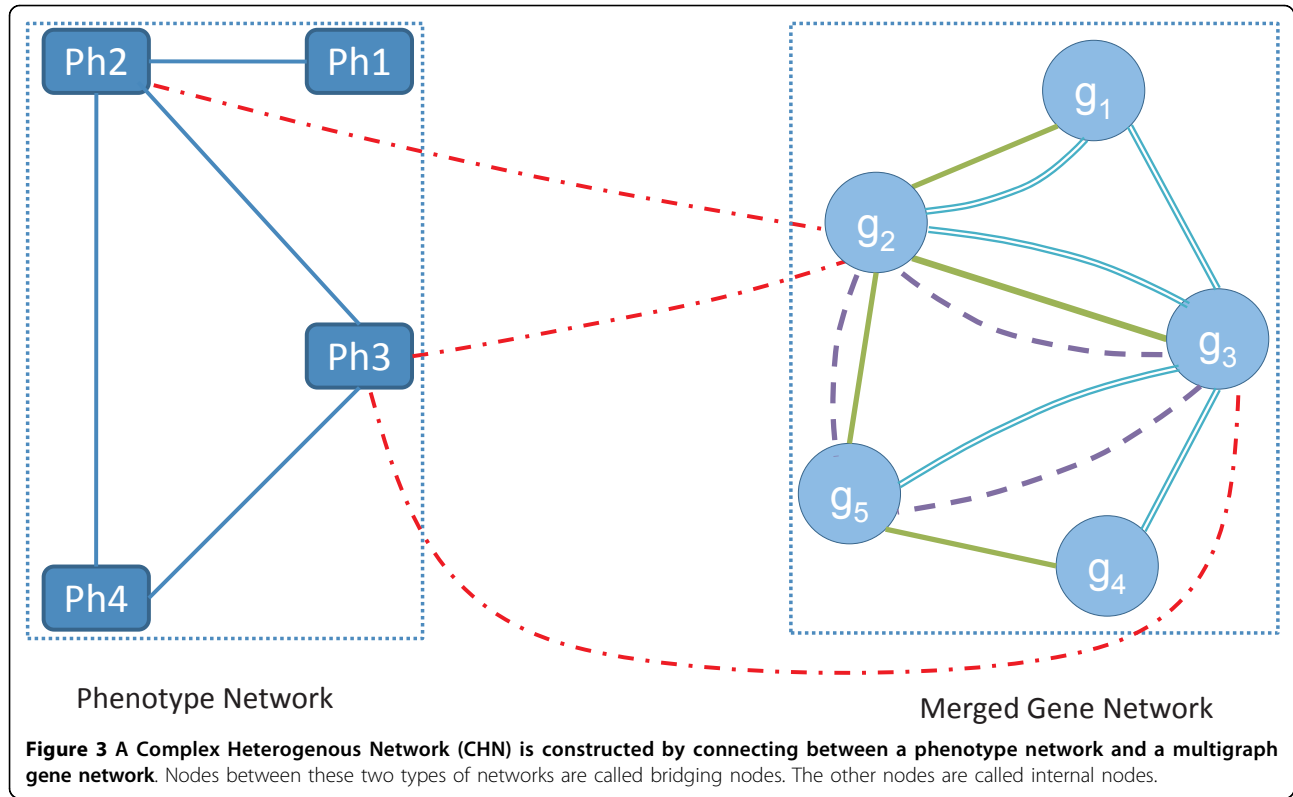 Ph2
Ph1
Ph3
Ph4
g₁
g₂
g₃
g₅
g₄
Phenotype Network
Merged Gene Network
Figure 3 A Complex Heterogenous Network (CHN) is constructed by connecting between a phenotype network and a multigraph
gene network. Nodes between these two types of networks are called bridging nodes. The other nodes are called internal nodes.